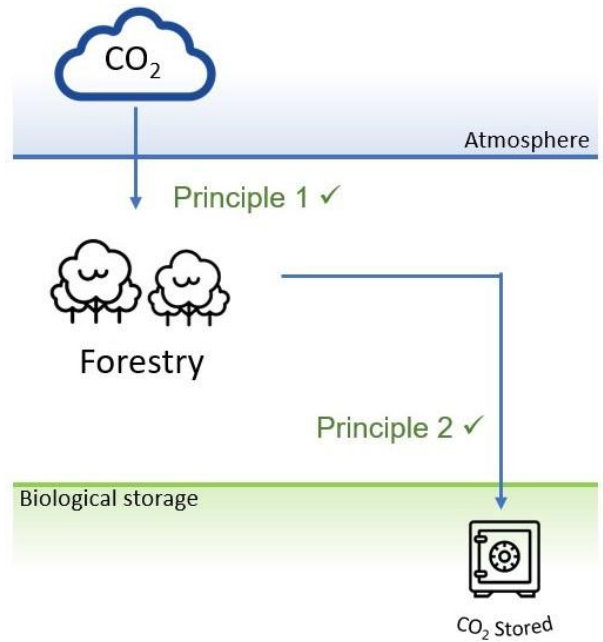 CO₂
Atmosphere
Principle 1 ✓
Forestry
Principle 2 ✓
Biological storage
CO₂ Stored